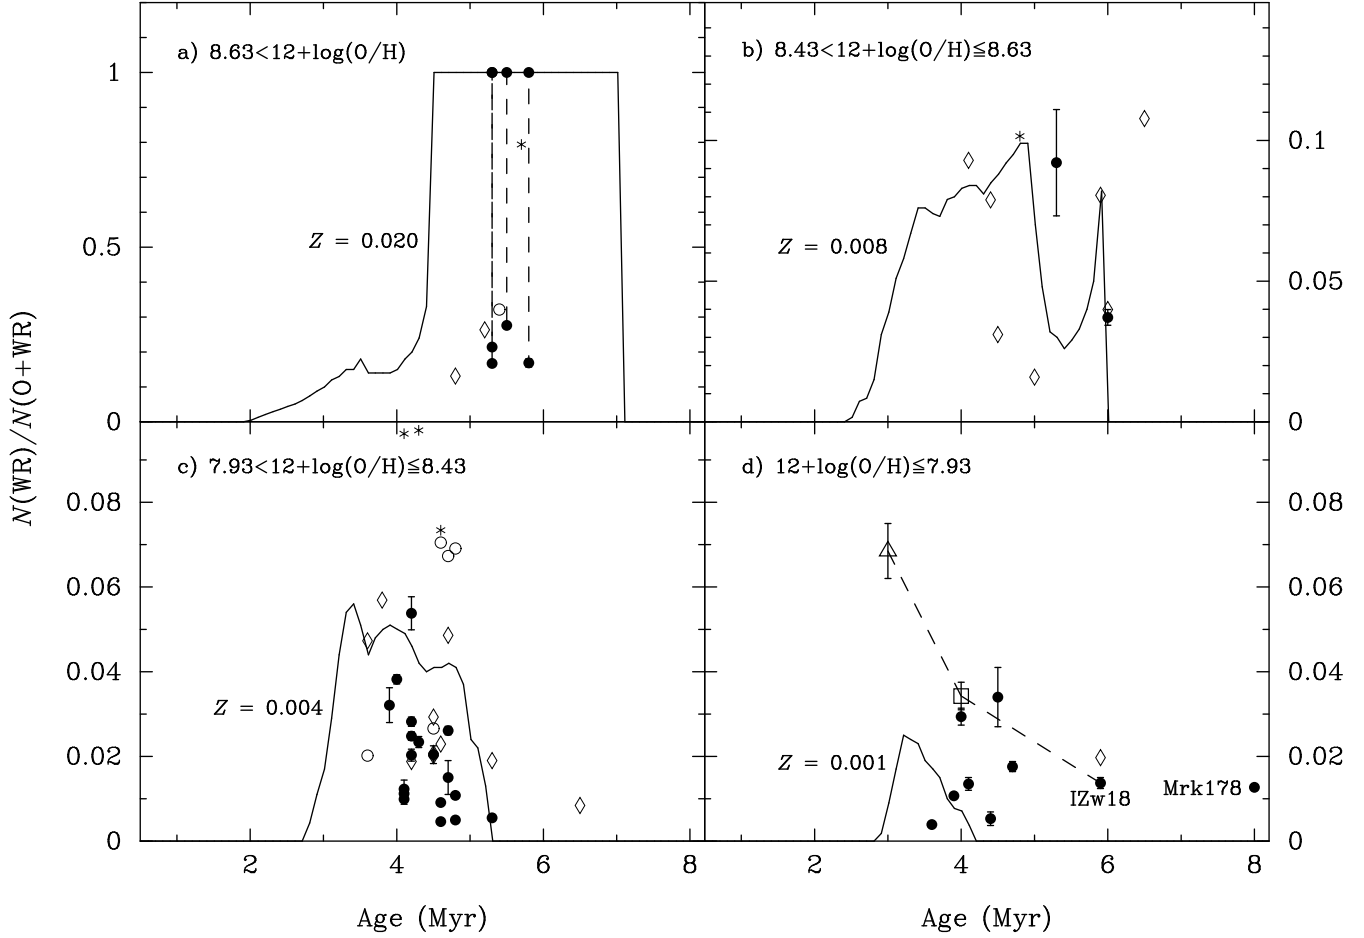 a) 8.63<12+log(O/H)
b) 8.43<12+log(O/H)≦8.63
1
0.5
0
Z = 0.020
Z = 0.008
0.1
0.05
0
N(WR)/N(O+WR)
c) 7.93<12+log(O/H)≦8.43
d) 12+log(O/H)≦7.93
0.08
0.06
0.04
0.02
0
Z = 0.004
Z = 0.001
IZw18
Mrk178
0.08
0.06
0.04
0.02
0
2 4 6 8
2 4 6 8
Age (Myr)
Age (Myr)